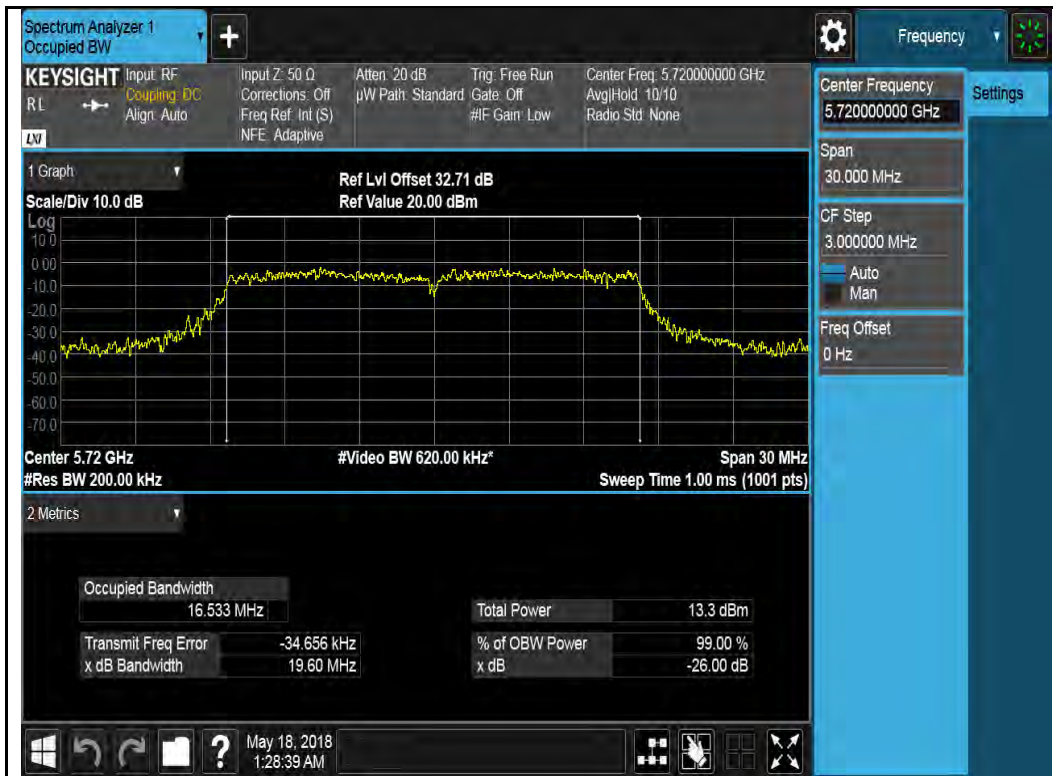 Spectrum Analyzer 1
Occupied BW
+
Frequency
KEYSIGHT
RL
LXI
Input: RF
Coupling: DC
Align: Auto
Input Z: 50 Ω
Corrections: Off
Freq Ref: Int (S)
NFE: Adaptive
Atten: 20 dB
µW Path: Standard
Trig: Free Run
Gate: Off
#IF Gain: Low
Center Freq: 5.720000000 GHz
Avg|Hold: 10/10
Radio Std: None
Center Frequency
5.720000000 GHz
Settings
Span
30.000 MHz
CF Step
3.000000 MHz
Auto
Man
Freq Offset
0 Hz
1 Graph
Scale/Div 10.0 dB
Ref Lvl Offset 32.71 dB
Ref Value 20.00 dBm
Log
10.0
0.00
-10.0
-20.0
-30.0
-40.0
-50.0
-60.0
-70.0
Center 5.72 GHz
#Video BW 620.00 kHz*
Span 30 MHz
#Res BW 200.00 kHz
Sweep Time 1.00 ms (1001 pts)
2 Metrics
Occupied Bandwidth
16.533 MHz
Total Power 13.3 dBm
Transmit Freq Error -34.656 kHz
% of OBW Power 99.00 %
x dB Bandwidth 19.60 MHz
x dB -26.00 dB
?
May 18, 2018
1:28:39 AM